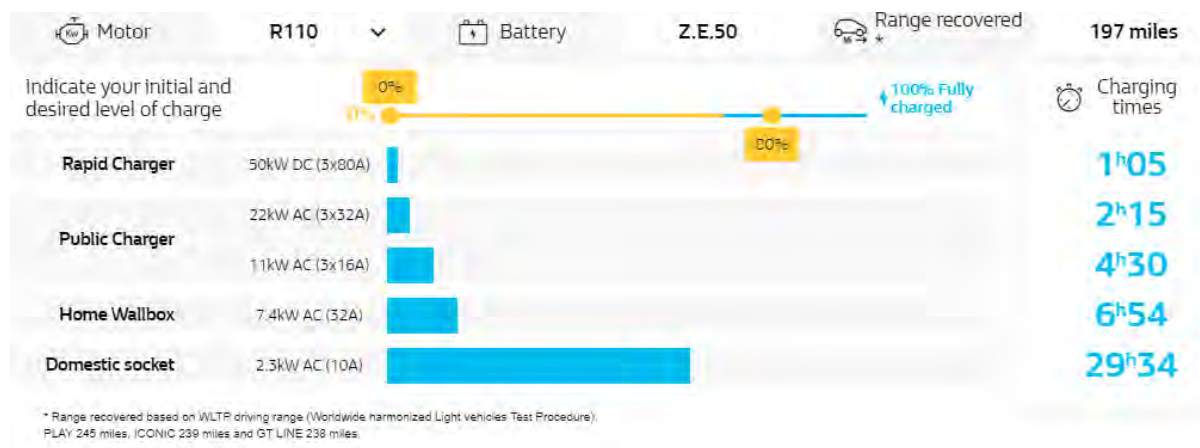 Motor R110 Battery Z.E.50 Range recovered * 197 miles
Indicate your initial and desired level of charge
0%
0%
100% Fully charged
80%
Charging times
Rapid Charger 50kW DC (3x80A) 1h05
Public Charger
22kW AC (3x32A) 2h15
11kW AC (3x16A) 4h30
Home Wallbox 7.4kW AC (32A) 6h54
Domestic socket 2.3kW AC (10A) 29h34
* Range recovered based on WLTP driving range (Worldwide harmonized Light vehicles Test Procedure).
PLAY 245 miles, ICONIC 239 miles and GT LINE 238 miles.